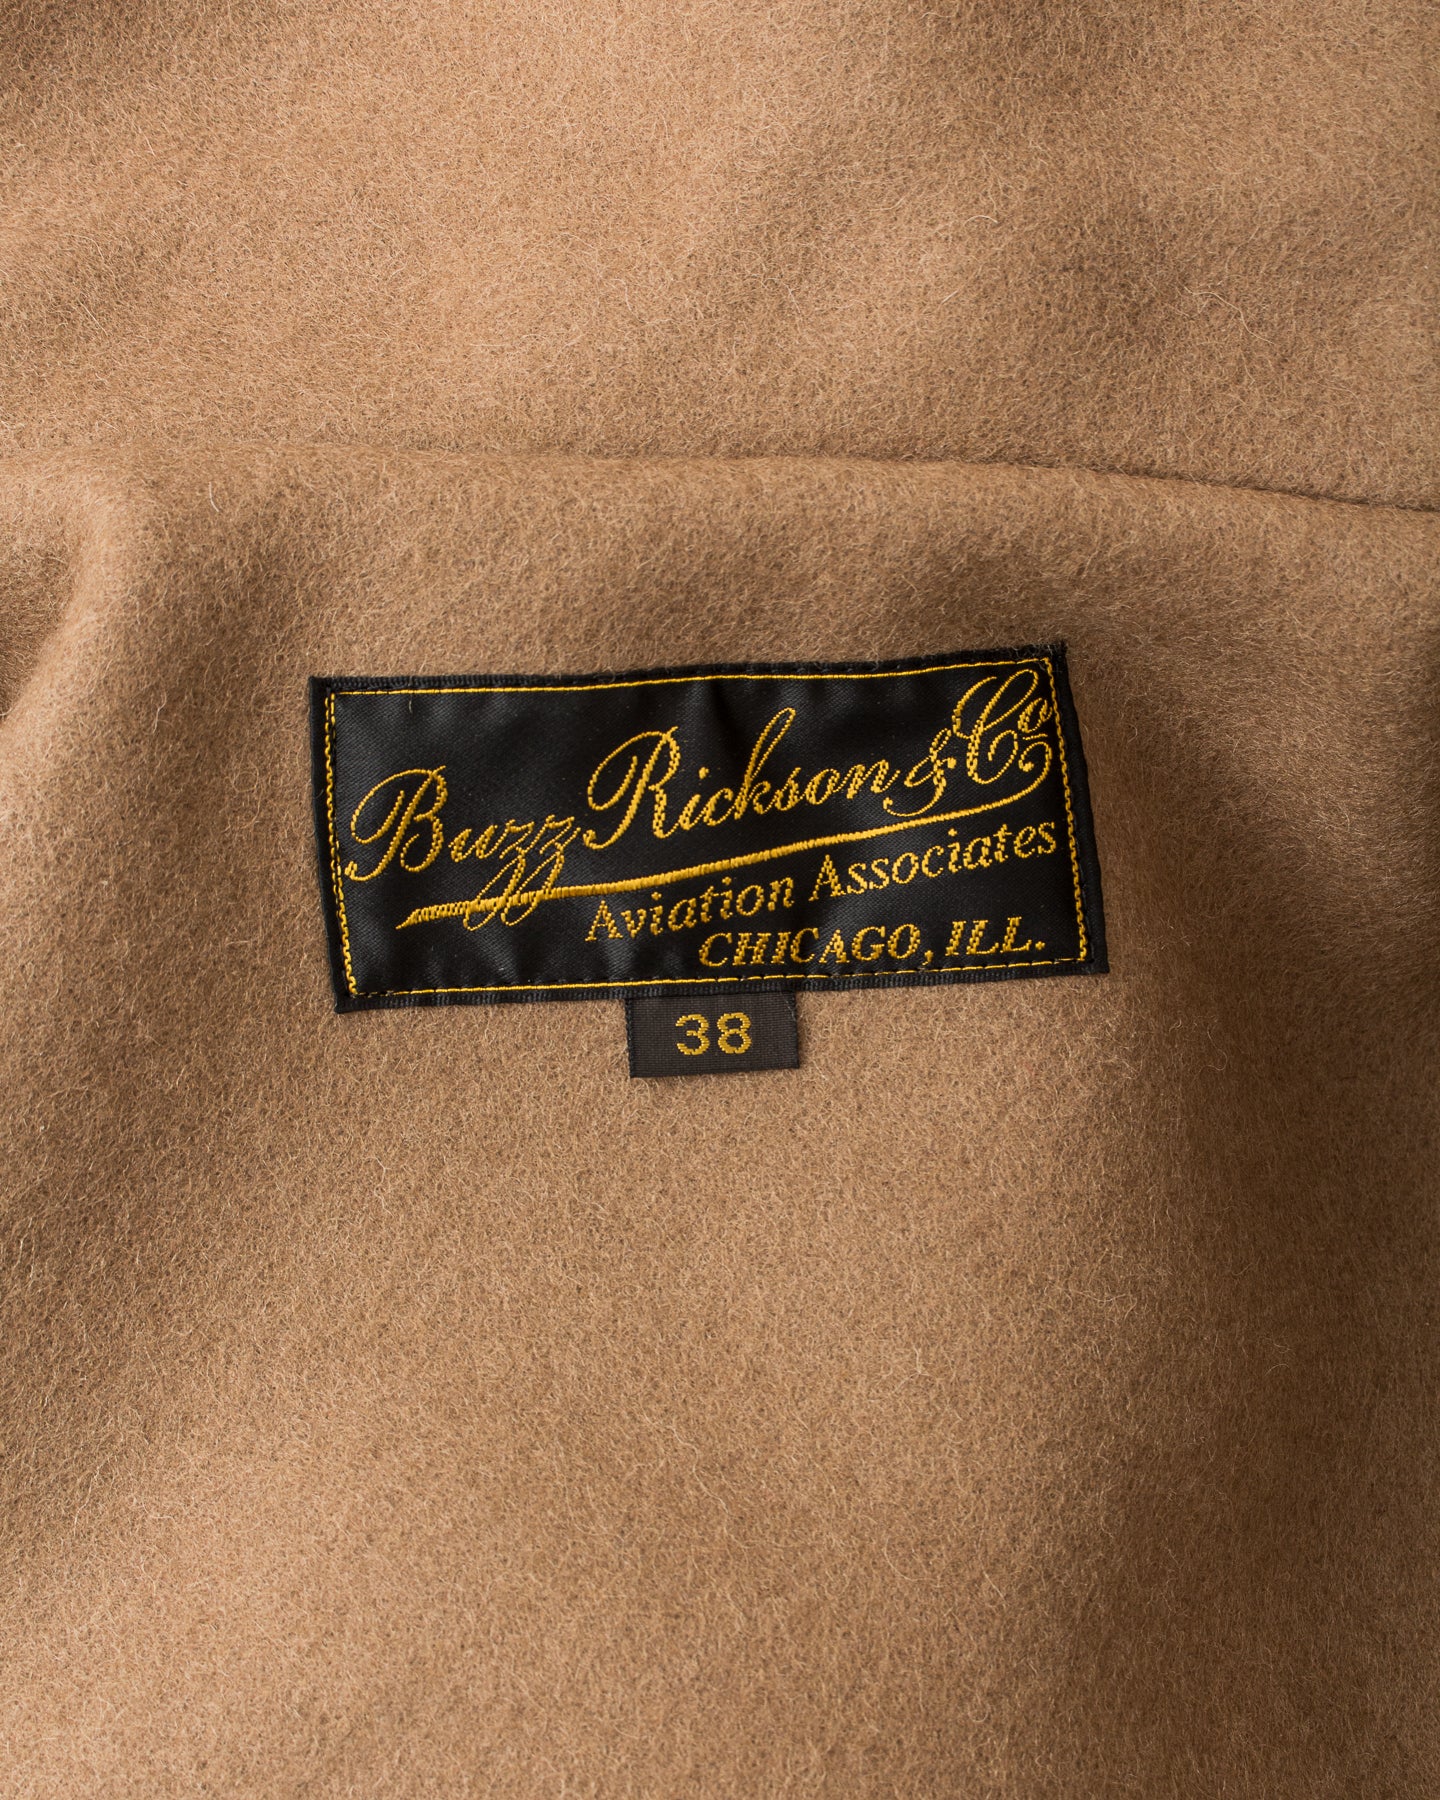 Buzz Rickson & Co
Aviation Associates
CHICAGO, ILL.
38